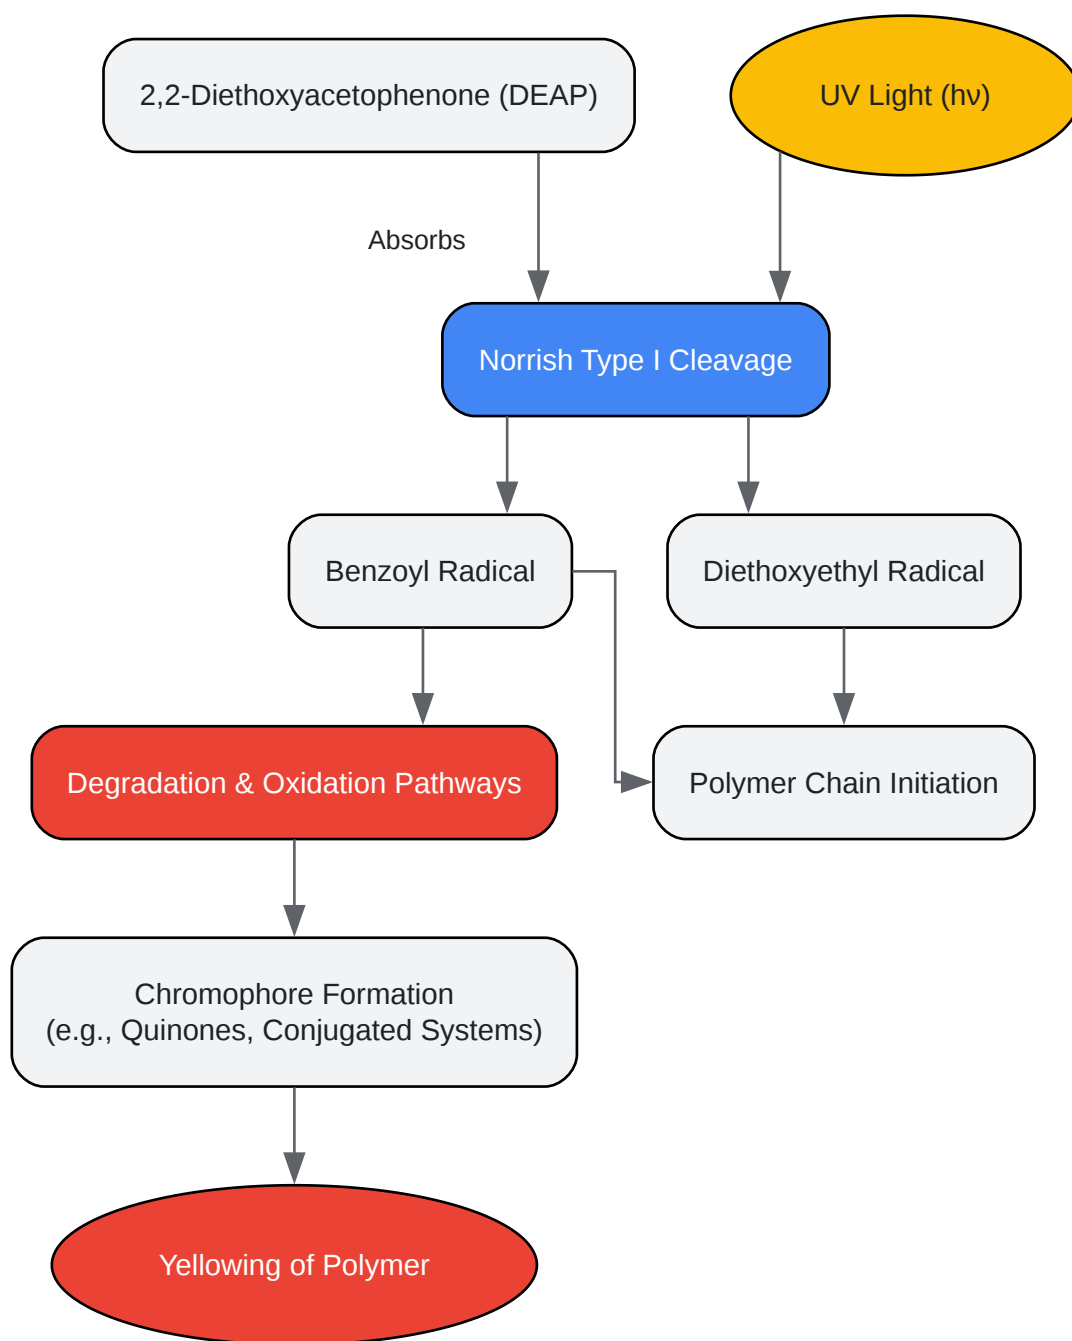 2,2-Diethoxyacetophenone (DEAP)
UV Light (hν)
Absorbs
Norrish Type I Cleavage
Benzoyl Radical
Diethoxyethyl Radical
Degradation & Oxidation Pathways
Polymer Chain Initiation
Chromophore Formation
(e.g., Quinones, Conjugated Systems)
Yellowing of Polymer